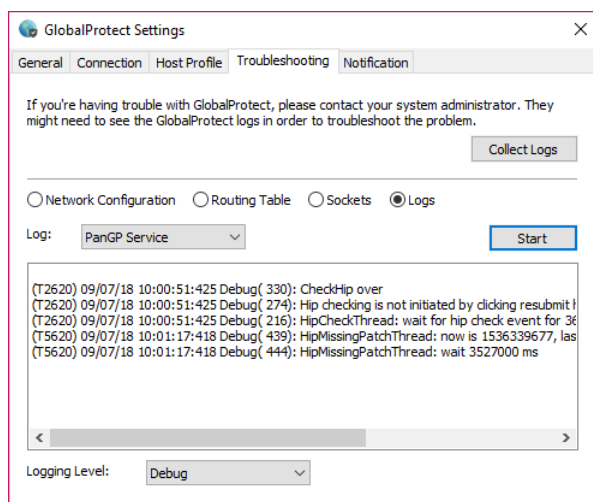 GlobalProtect Settings
General Connection Host Profile Troubleshooting Notification
If you're having trouble with GlobalProtect, please contact your system administrator. They
might need to see the GlobalProtect logs in order to troubleshoot the problem.
Collect Logs
Network Configuration Routing Table Sockets Logs
Log: PanGP Service Start
(T2620) 09/07/18 10:00:51:425 Debug( 330): CheckHip over
(T2620) 09/07/18 10:00:51:425 Debug( 274): Hip checking is not initiated by clicking resubmit
(T2620) 09/07/18 10:00:51:425 Debug( 216): HipCheckThread: wait for hip check event for 36
(T5620) 09/07/18 10:01:17:418 Debug( 439): HipMissingPatchThread: now is 1536339677, las
(T5620) 09/07/18 10:01:17:418 Debug( 444): HipMissingPatchThread: wait 3527000 ms
Logging Level: Debug